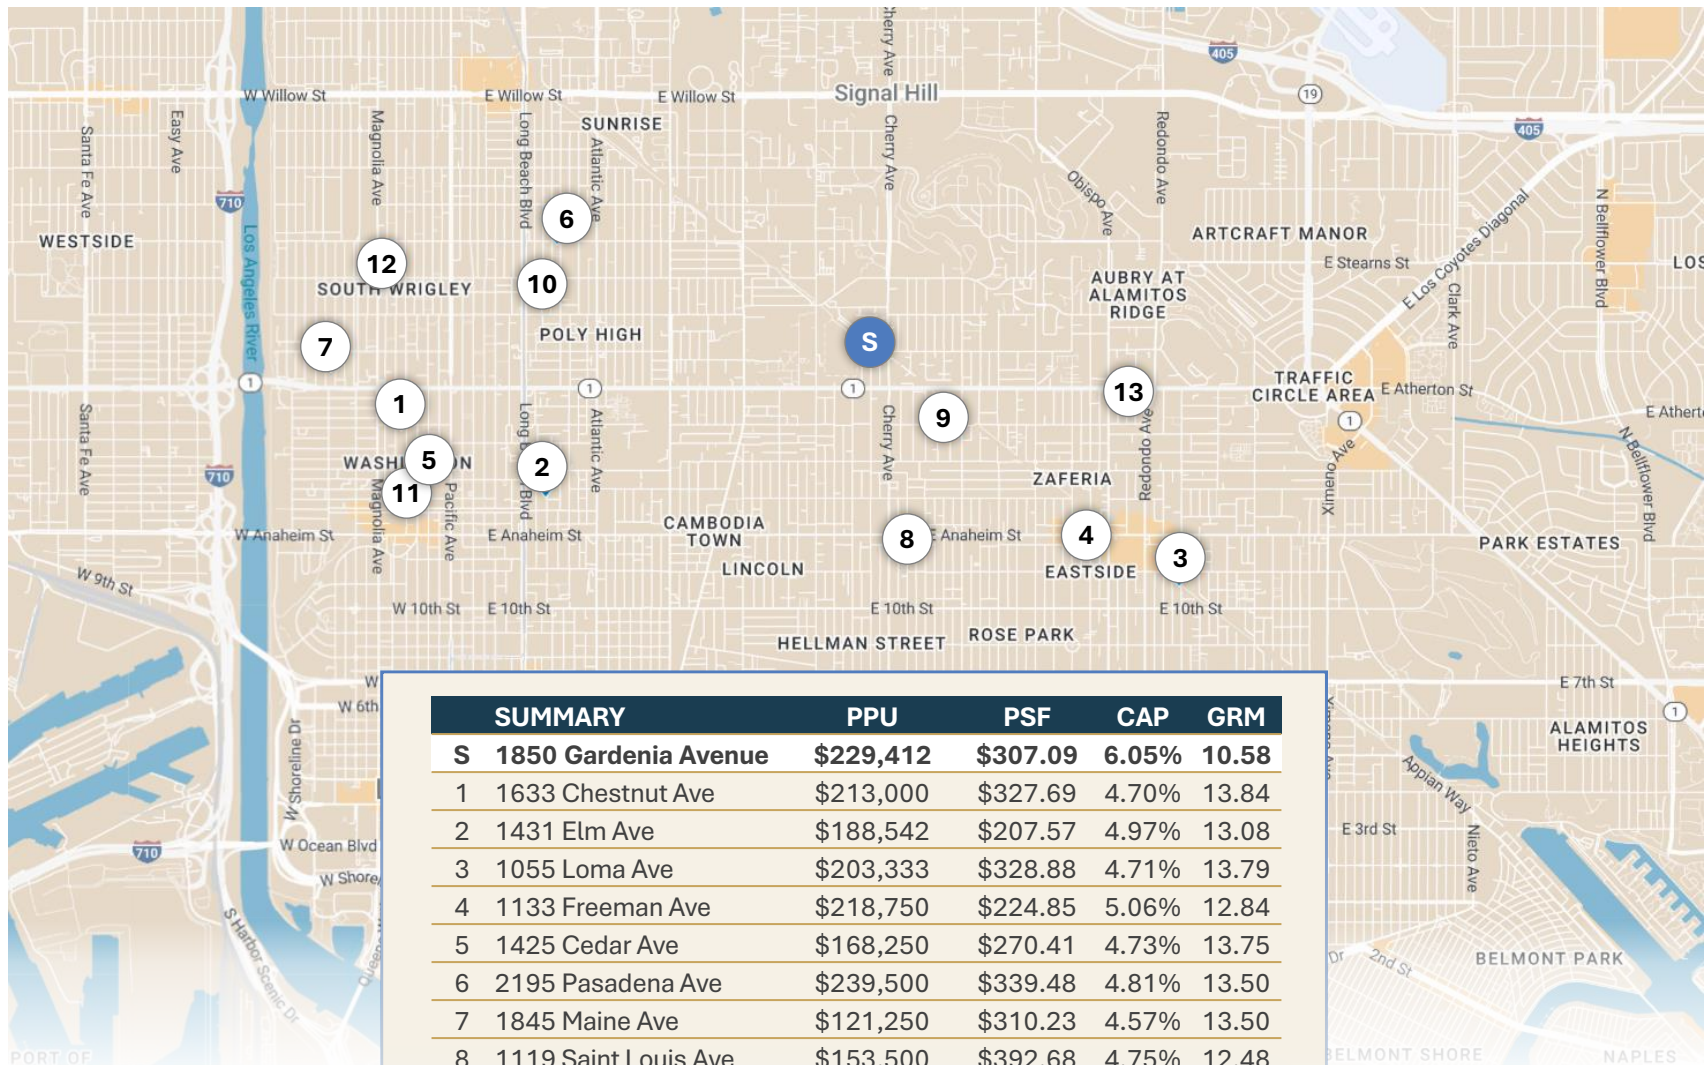 Cherry Ave
405
W Willow St
E Willow St
E Willow St
Signal Hill
19
SUNRISE
405
Santa Fe Ave
Easy Ave
Magnolia Ave
Long Beach Blvd
Atlantic Ave
Cherry Ave
Redondo Ave
Obispo Ave
N Bellflower Blvd
710
6
WESTSIDE
ARTCRAFT MANOR
E Los Coyotes Diagonal
12
E Stearns St
LOS
SOUTH WRIGLEY
10
AUBRY AT
ALAMITOS
RIDGE
Los Angeles River
Clark Ave
7
POLY HIGH
S
1
1
1
TRAFFIC
CIRCLE AREA
E Atherton St
13
1
9
1
E Atherto
Santa Fe Ave
Long B
Blvd
Atlantic Ave
Cherry Ave
Redondo Ave
N Bellflower Blvd
WASHI
ON
5
2
710
11
Magnolia Ave
Pacific Ave
ZAFERIA
Ximeno Ave
W Anaheim St
E Anaheim St
CAMBODIA
TOWN
8
E Anaheim St
4
3
PARK ESTATES
LINCOLN
EASTSIDE
W 9th St
W 10th St
E 10th St
E 10th St
E 10th St
HELLMAN STREET
ROSE PARK
W
E 7th St
W 6th
1
ALAMITOS
HEIGHTS
W Shoreline Dr
Appian Way
E 3rd St
Nieto Ave
W Ocean Blvd
710
W Shore
S Harbor Scenic Dr
Dr
2nd St
BELMONT PARK
PORT OF
BELMONT SHORE
NAPLES
SUMMARY PPU PSF CAP GRM
S 1850 Gardenia Avenue $229,412 $307.09 6.05% 10.58
1 1633 Chestnut Ave $213,000 $327.69 4.70% 13.84
2 1431 Elm Ave $188,542 $207.57 4.97% 13.08
3 1055 Loma Ave $203,333 $328.88 4.71% 13.79
4 1133 Freeman Ave $218,750 $224.85 5.06% 12.84
5 1425 Cedar Ave $168,250 $270.41 4.73% 13.75
6 2195 Pasadena Ave $239,500 $339.48 4.81% 13.50
7 1845 Maine Ave $121,250 $310.23 4.57% 13.50
8 1119 Saint Louis Ave $153,500 $392.68 4.75% 12.48